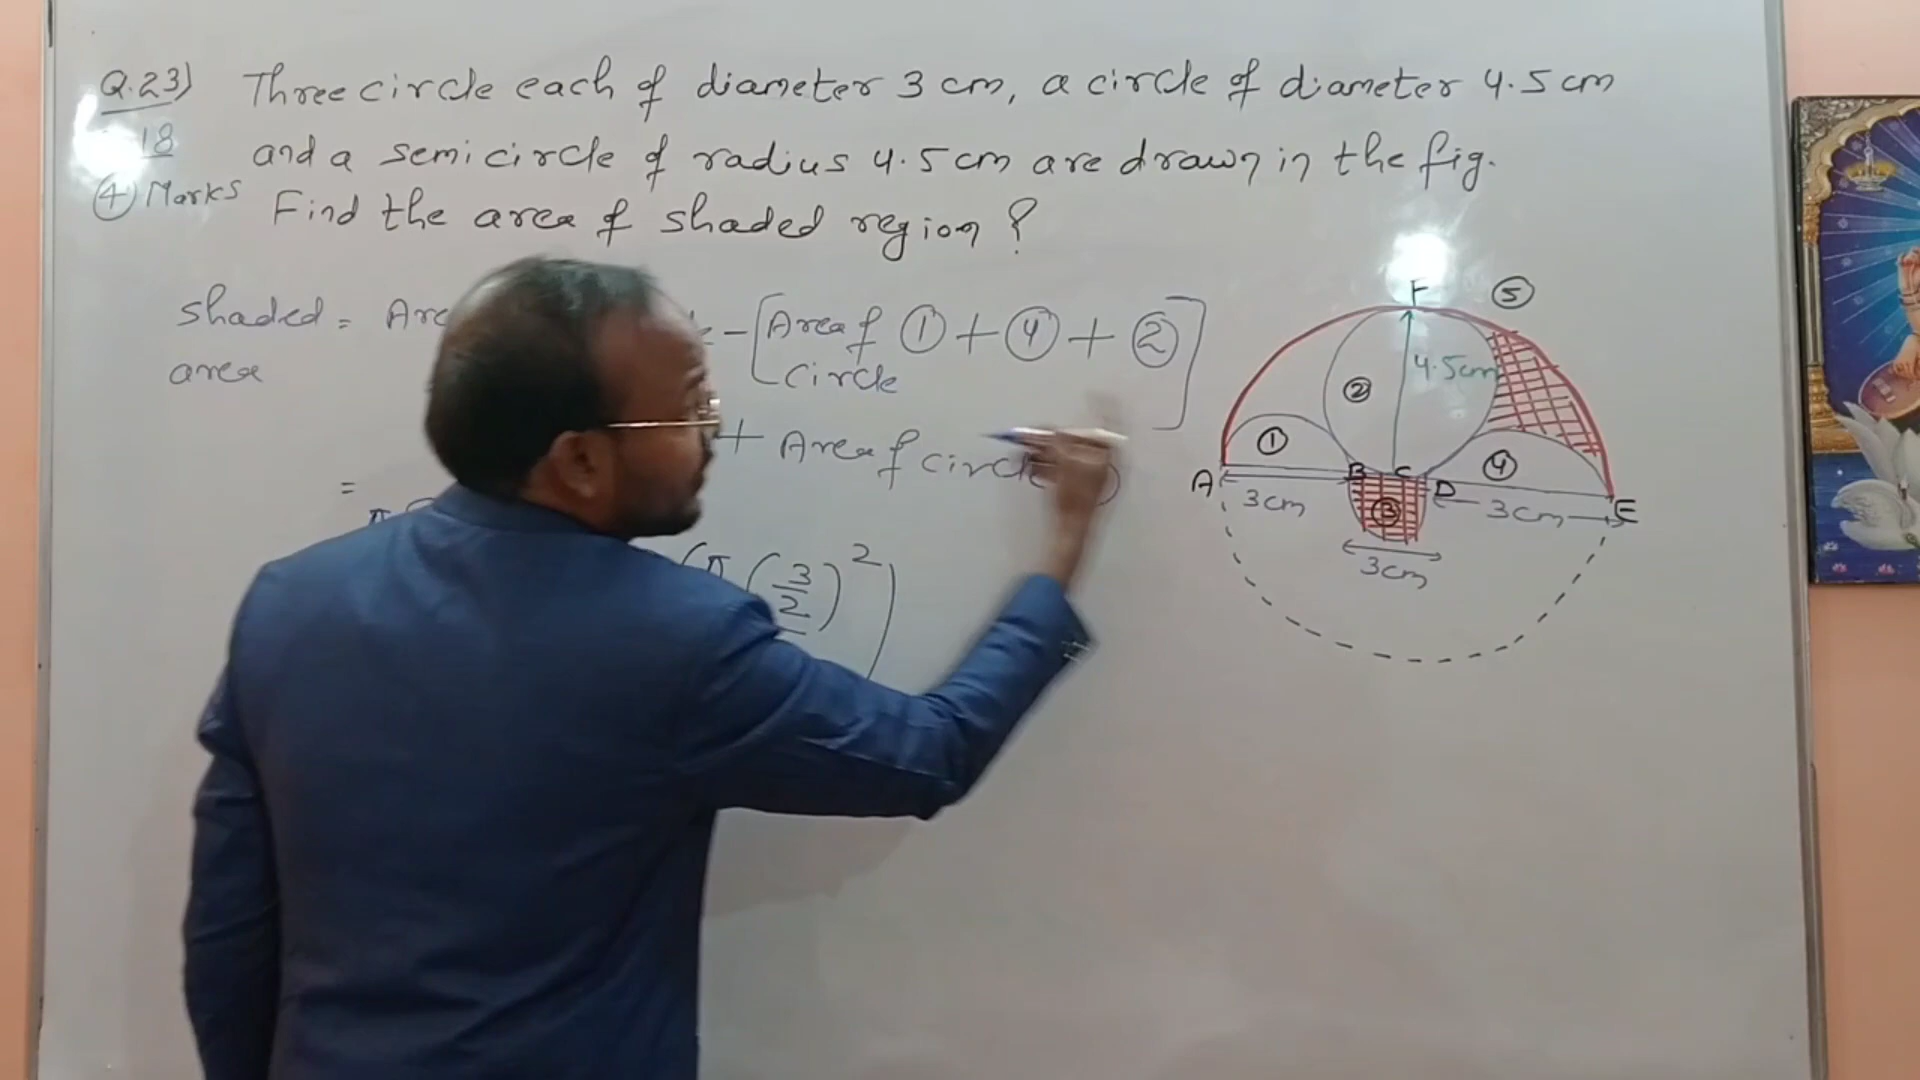 Q.23) Three circle each of diameter 3 cm, a circle of diameter 4.5 cm
18 and a semicircle of radius 4.5 cm are drawn in the fig.
④ Marks Find the area of shaded region?
shaded = Are - [Area of ① + ④ + ②]
area circle
+ Area of circle
=
π (π (3/2)²)
F ⑤
4.5cm
②
① ④
A B C D E
3cm ③ 3cm
3cm